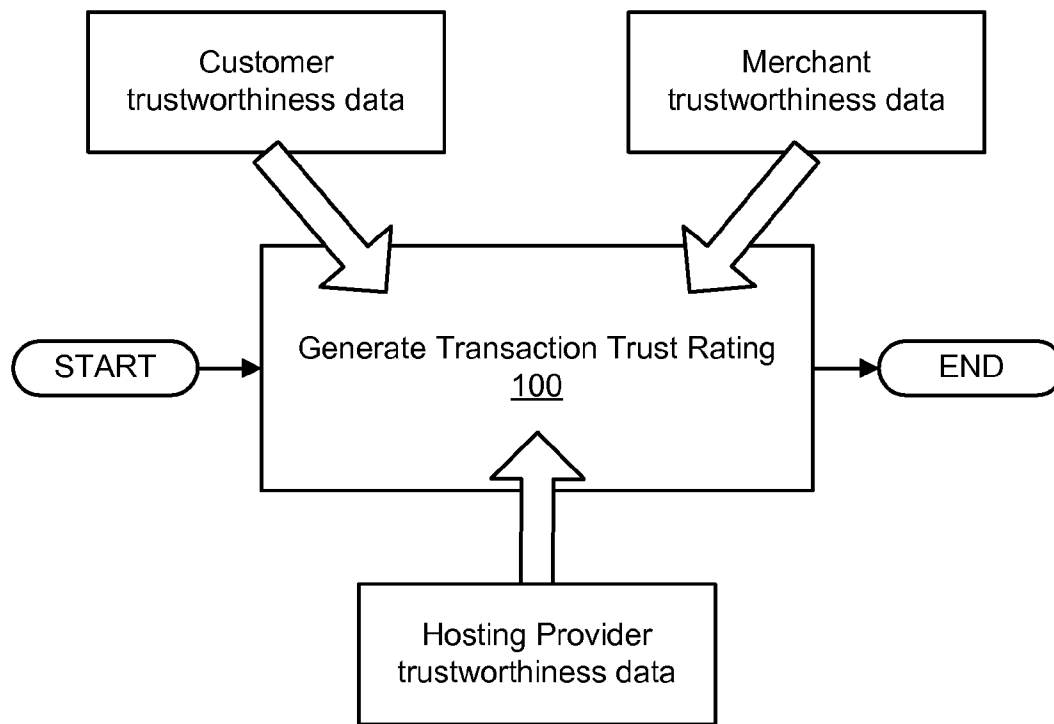 Customer
trustworthiness data
Merchant
trustworthiness data
START
Generate Transaction Trust Rating
100
END
Hosting Provider
trustworthiness data